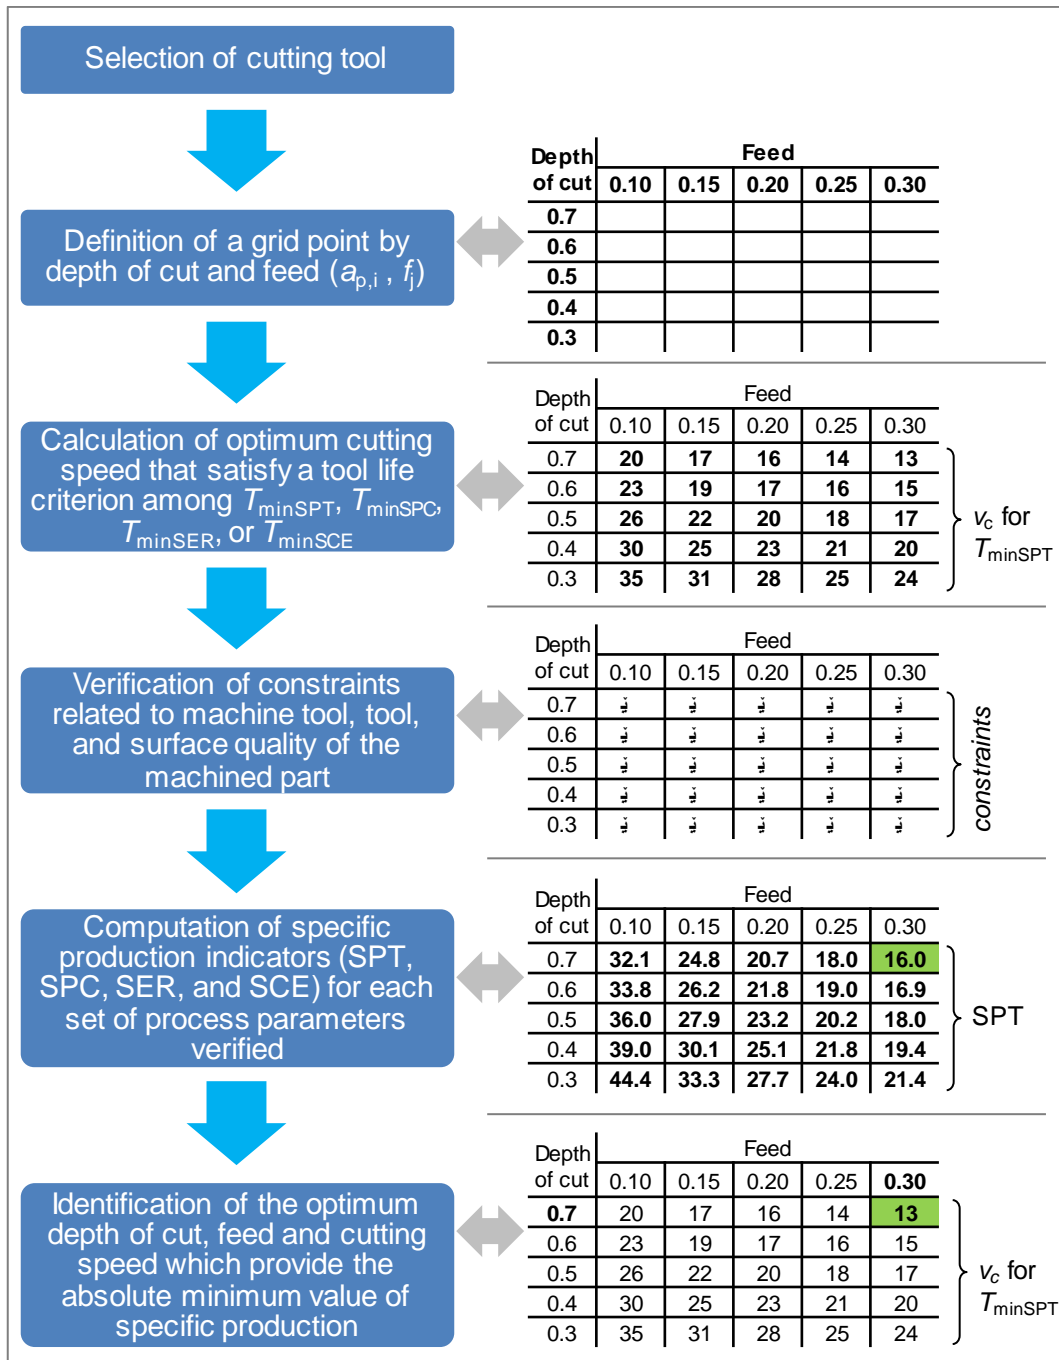 Selection of cutting tool
Definition of a grid point by
depth of cut and feed (a_p,i , f_j)
Depth of cut Feed
0.10 0.15 0.20 0.25 0.30
0.7
0.6
0.5
0.4
0.3
Calculation of optimum cutting
speed that satisfy a tool life
criterion among T_minSPT, T_minSPC,
T_minSER, or T_minSCE
Depth of cut Feed
0.10 0.15 0.20 0.25 0.30
0.7 20 17 16 14 13
0.6 23 19 17 16 15
0.5 26 22 20 18 17
0.4 30 25 23 21 20
0.3 35 31 28 25 24
v_c for
T_minSPT
Verification of constraints
related to machine tool, tool,
and surface quality of the
machined part
Depth of cut Feed
0.10 0.15 0.20 0.25 0.30
0.7
0.6
0.5
0.4
0.3
constraints
Computation of specific
production indicators (SPT,
SPC, SER, and SCE) for each
set of process parameters
verified
Depth of cut Feed
0.10 0.15 0.20 0.25 0.30
0.7 32.1 24.8 20.7 18.0 16.0
0.6 33.8 26.2 21.8 19.0 16.9
0.5 36.0 27.9 23.2 20.2 18.0
0.4 39.0 30.1 25.1 21.8 19.4
0.3 44.4 33.3 27.7 24.0 21.4
SPT
Identification of the optimum
depth of cut, feed and cutting
speed which provide the
absolute minimum value of
specific production
Depth of cut Feed
0.10 0.15 0.20 0.25 0.30
0.7 20 17 16 14 13
0.6 23 19 17 16 15
0.5 26 22 20 18 17
0.4 30 25 23 21 20
0.3 35 31 28 25 24
v_c for
T_minSPT